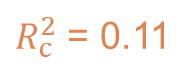 $R_c^2 = 0.11$